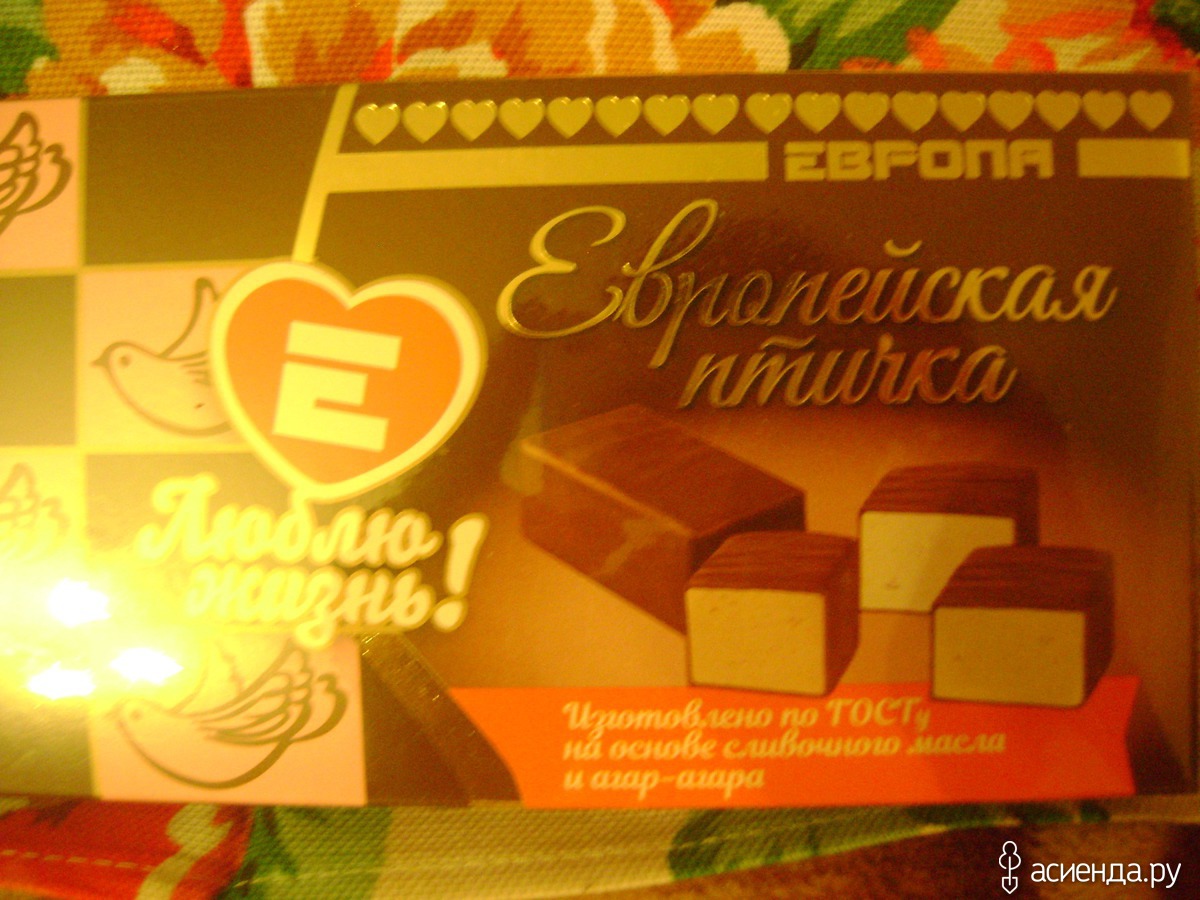 ЕВРОПА
Европейская
птичка
Е
Люблю
жизнь!
Изготовлено по ГОСТу
на основе сливочного масла
и агар-агара
асиенда.ру